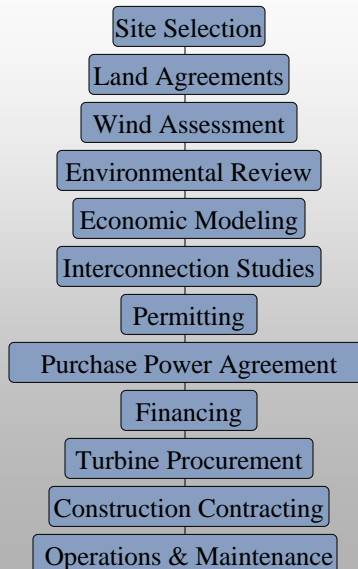 Site Selection
Land Agreements
Wind Assessment
Environmental Review
Economic Modeling
Interconnection Studies
Permitting
Purchase Power Agreement
Financing
Turbine Procurement
Construction Contracting
Operations & Maintenance